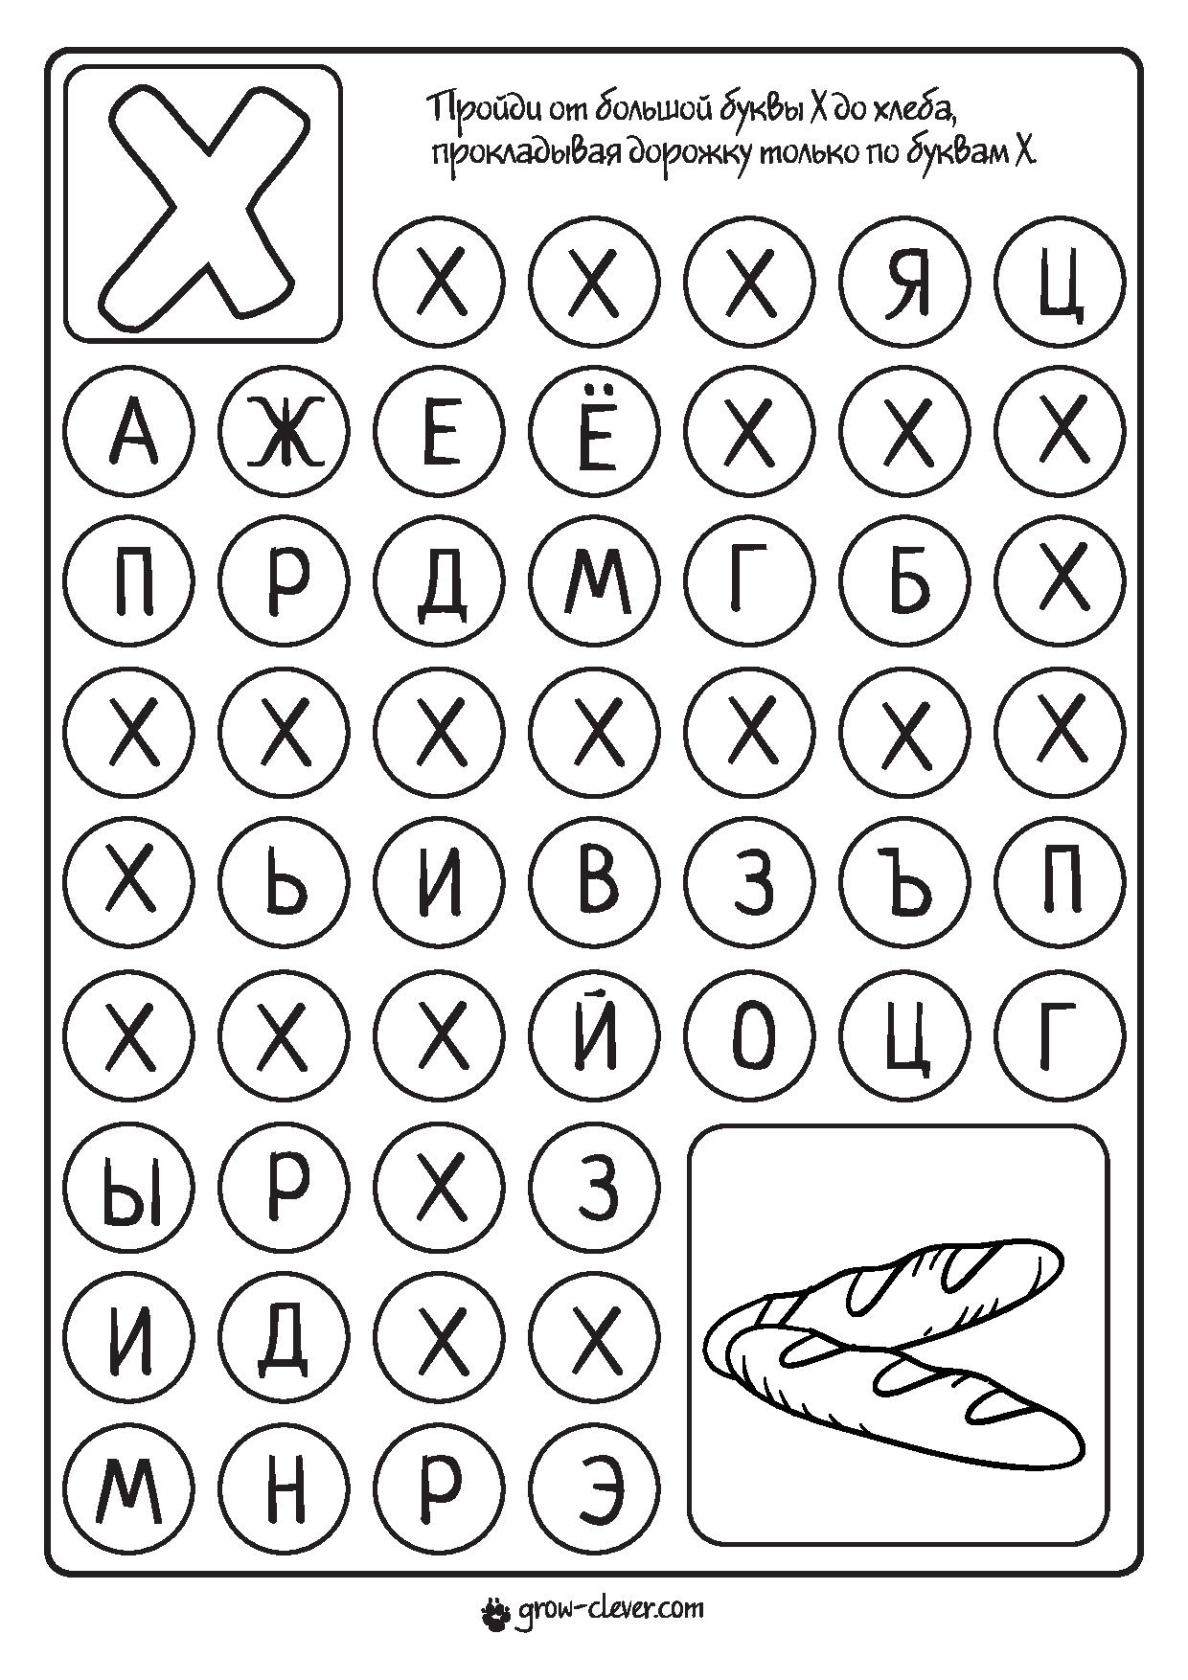 Х
Пройди от большой буквы Х до хлеба,
прокладывая дорожку только по буквам Х
Х Х Х Я Ц
А Ж Е Ё Х Х Х
П Р Д М Г Б Х
Х Х Х Х Х Х Х
Х Ь И В З Ъ П
Х Х Х Й О Ц Г
Ы Р Х З
И Д Х Х
М Н Р Э
grow-clever.com